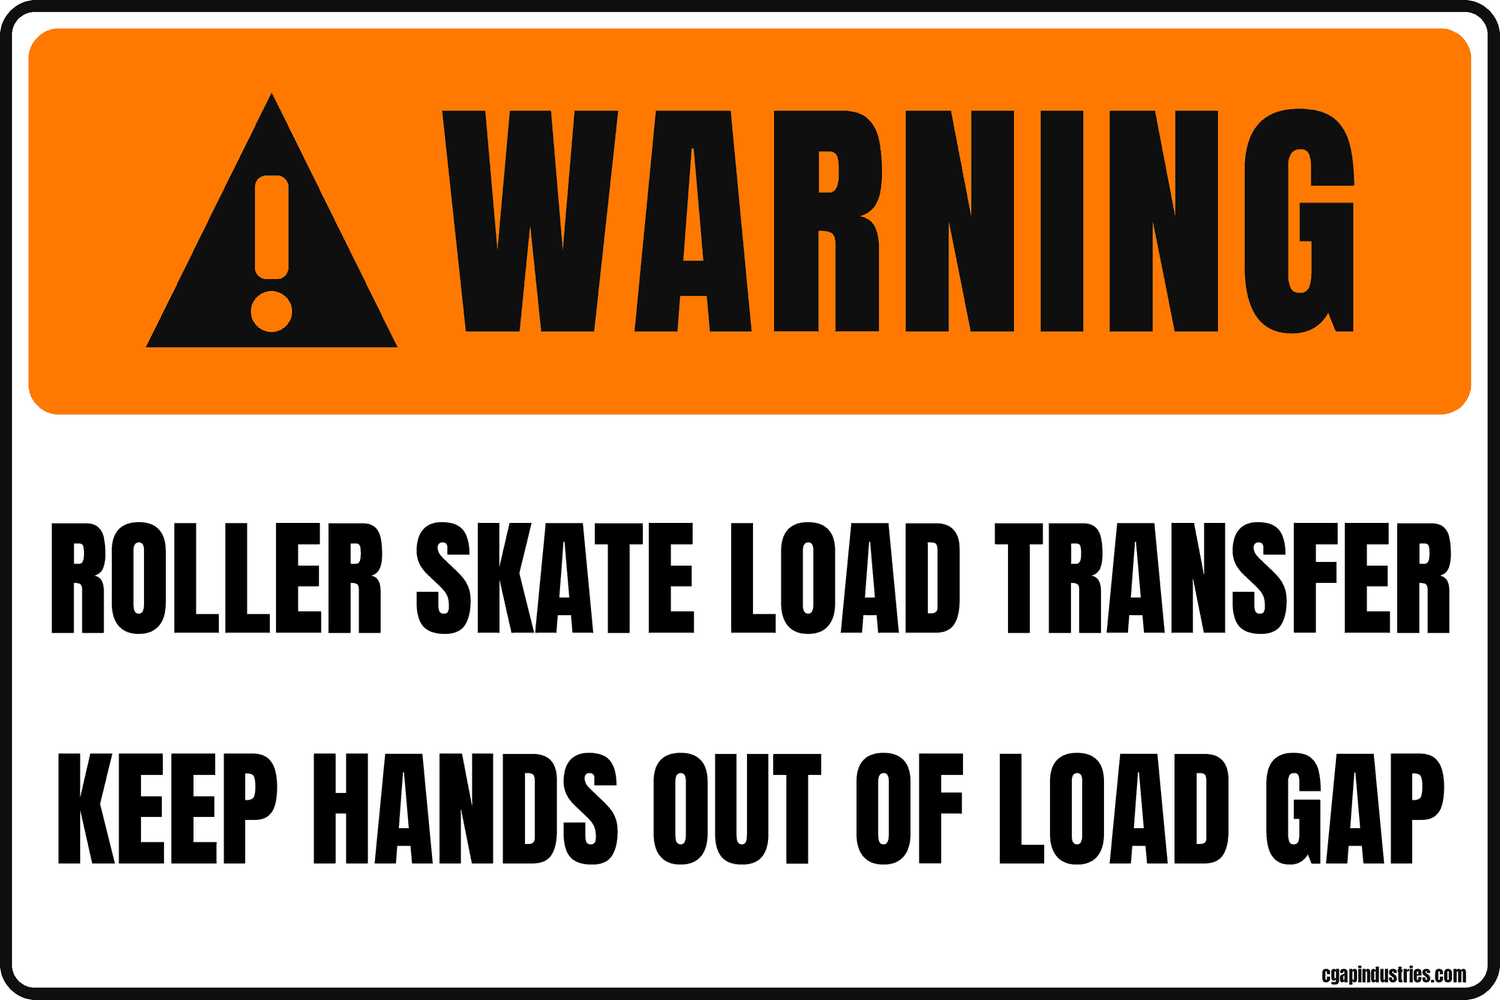 WARNING
ROLLER SKATE LOAD TRANSFER
KEEP HANDS OUT OF LOAD GAP
cgapindustries.com